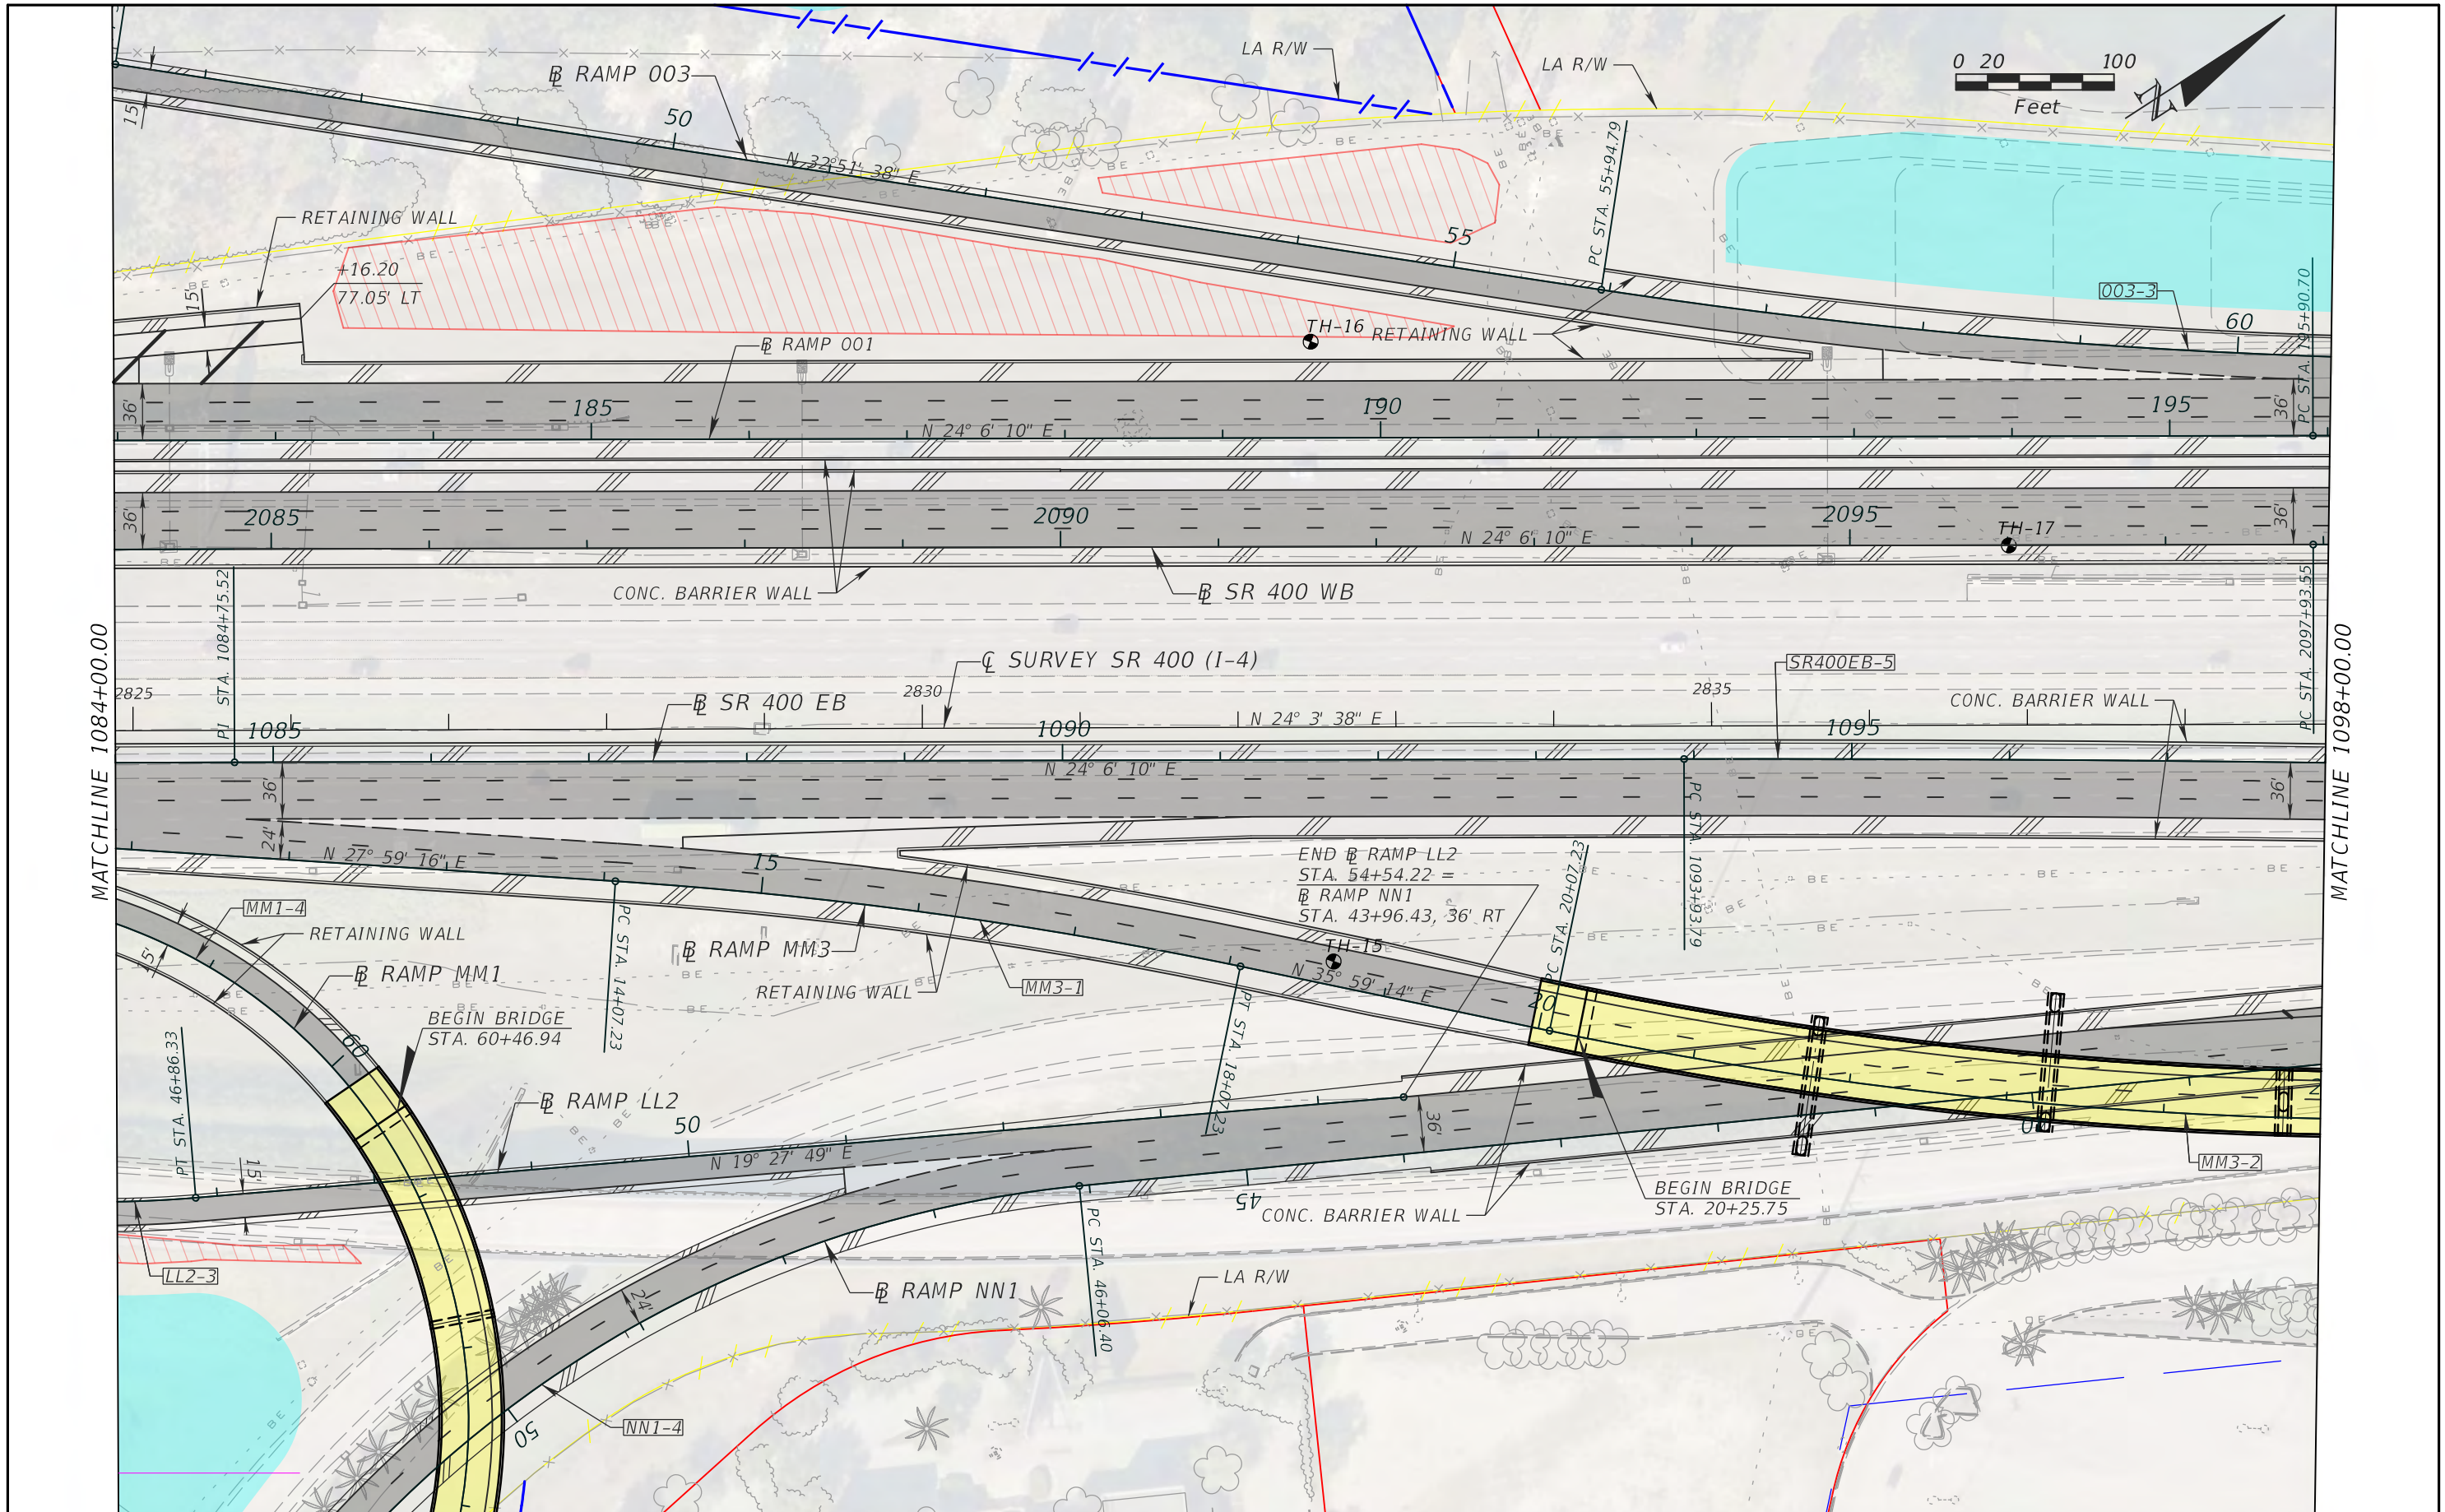 LA R/W
LA R/W
0 20 100
Feet
N
℄ RAMP 003
15'
50
N 32°51' 38" E
PC STA. 55+94.79
RETAINING WALL
+16.20
77.05' LT
15'
55
003-3
60
PC STA. 195+90.70
TH-16
RETAINING WALL
℄ RAMP 001
36'
185
190
195
36'
N 24° 6' 10" E
36'
2085
2090
2095
TH-17
36'
N 24° 6' 10" E
CONC. BARRIER WALL
℄ SR 400 WB
PI STA. 1084+75.52
PC STA. 2097+93.55
MATCHLINE 1084+00.00
MATCHLINE 1098+00.00
℄ SURVEY SR 400 (I-4)
SR400EB-5
2825
2830
2835
℄ SR 400 EB
CONC. BARRIER WALL
N 24° 3' 38" E
1085
1090
1095
N 24° 6' 10" E
36'
36'
24'
N 27° 59' 16" E
15
PC STA. 1093+93.79
END ℄ RAMP LL2
STA. 54+54.22 =
℄ RAMP NN1
STA. 43+96.43, 36' RT
PC STA. 20+07.23
MM1-4
RETAINING WALL
15'
℄ RAMP MM1
℄ RAMP MM3
PC STA. 14+07.23
RETAINING WALL
MM3-1
TH-15
N 35° 59' 14" E
20
BEGIN BRIDGE
STA. 60+46.94
60
PT STA. 46+86.33
PT STA. 18+07.23
℄ RAMP LL2
50
N 19° 27' 49" E
15'
36'
40
MM3-2
45
CONC. BARRIER WALL
BEGIN BRIDGE
STA. 20+25.75
LL2-3
PC STA. 46+06.40
LA R/W
℄ RAMP NN1
24'
NN1-4
50